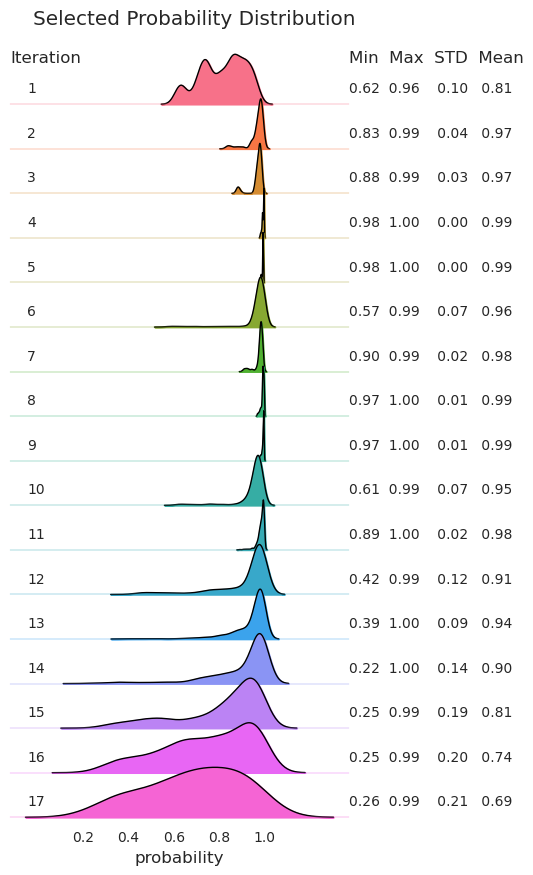 Selected Probability Distribution
Iteration Min Max STD Mean
1 0.62 0.96 0.10 0.81
2 0.83 0.99 0.04 0.97
3 0.88 0.99 0.03 0.97
4 0.98 1.00 0.00 0.99
5 0.98 1.00 0.00 0.99
6 0.57 0.99 0.07 0.96
7 0.90 0.99 0.02 0.98
8 0.97 1.00 0.01 0.99
9 0.97 1.00 0.01 0.99
10 0.61 0.99 0.07 0.95
11 0.89 1.00 0.02 0.98
12 0.42 0.99 0.12 0.91
13 0.39 1.00 0.09 0.94
14 0.22 1.00 0.14 0.90
15 0.25 0.99 0.19 0.81
16 0.25 0.99 0.20 0.74
17 0.26 0.99 0.21 0.69
0.2 0.4 0.6 0.8 1.0
probability